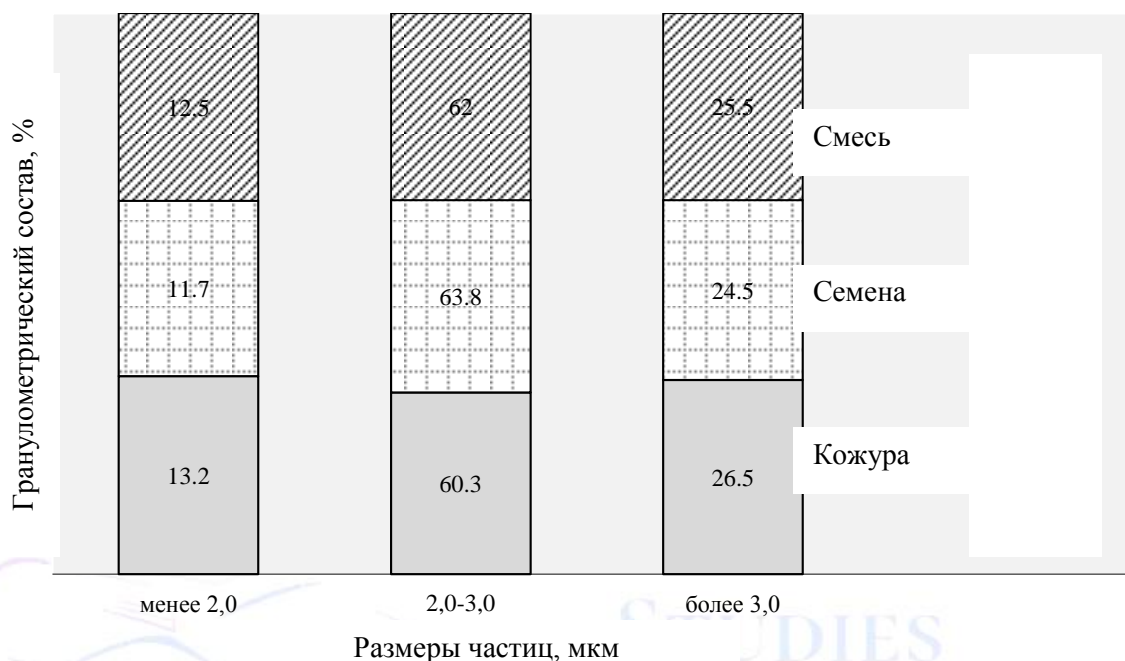 Гранулометрический состав, %
12.5
62
25.5
Смесь
11.7
63.8
24.5
Семена
13.2
60.3
26.5
Кожура
менее 2,0
2,0-3,0
более 3,0
STUDIES
Размеры частиц, мкм